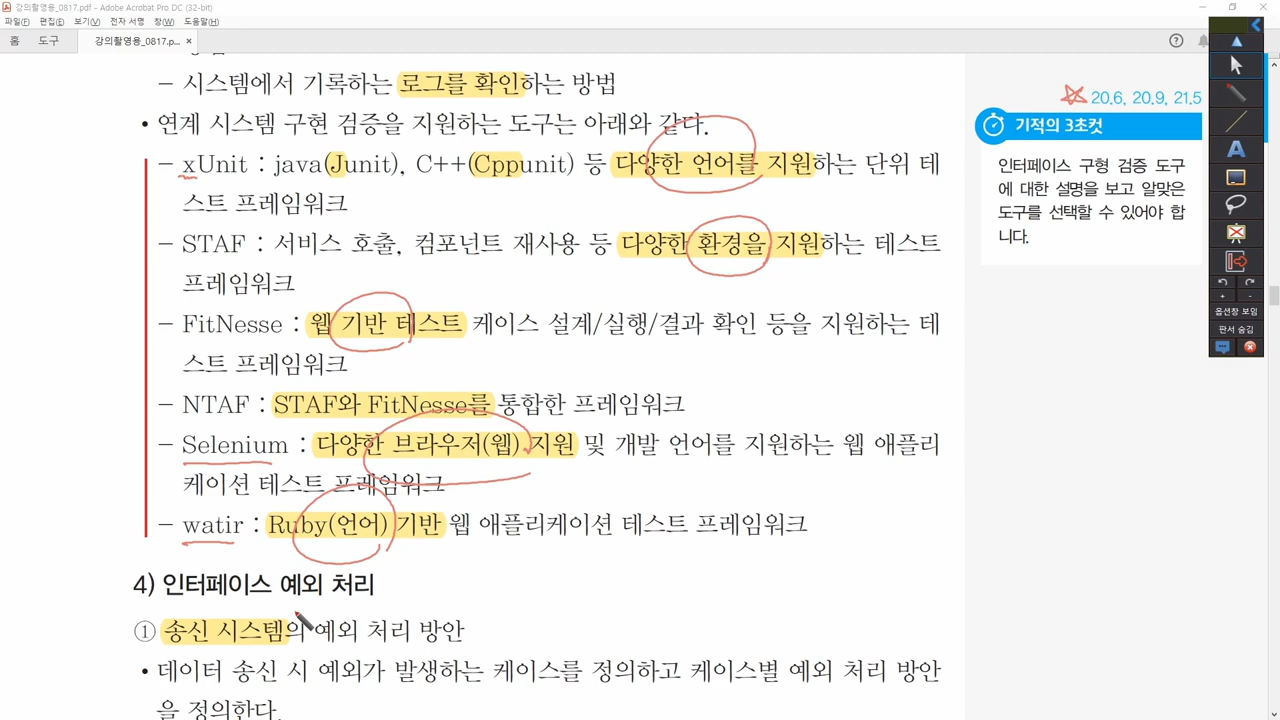 강의촬영용_0817.pdf - Adobe Acrobat Pro DC (32-bit)
파일(F) 편집(E) 보기(V) 전자 서명 창(W) 도움말(H)
홈 도구 강의촬영용_0817.p... ×
– 시스템에서 기록하는 로그를 확인하는 방법
• 연계 시스템 구현 검증을 지원하는 도구는 아래와 같다.
– xUnit : java(Junit), C++(Cppunit) 등 다양한 언어를 지원하는 단위 테
스트 프레임워크
– STAF : 서비스 호출, 컴포넌트 재사용 등 다양한 환경을 지원하는 테스트
프레임워크
– FitNesse : 웹 기반 테스트 케이스 설계/실행/결과 확인 등을 지원하는 테
스트 프레임워크
– NTAF : STAF와 FitNesse를 통합한 프레임워크
– Selenium : 다양한 브라우저(웹) 지원 및 개발 언어를 지원하는 웹 애플리
케이션 테스트 프레임워크
– watir : Ruby(언어) 기반 웹 애플리케이션 테스트 프레임워크
4) 인터페이스 예외 처리
① 송신 시스템의 예외 처리 방안
• 데이터 송신 시 예외가 발생하는 케이스를 정의하고 케이스별 예외 처리 방안
을 정의한다.
20.6, 20.9, 21.5
기적의 3초컷
인터페이스 구형 검증 도구
에 대한 설명을 보고 알맞은
도구를 선택할 수 있어야 합
니다.
옵션창 보임
판서 숨김